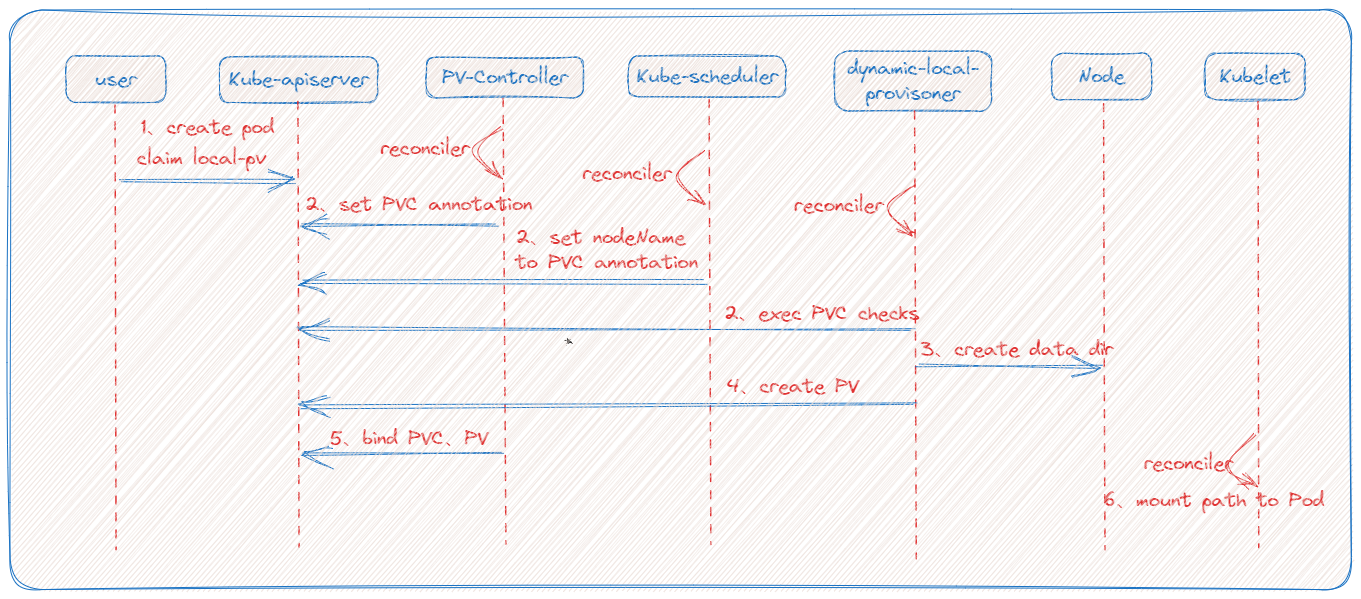 user
Kube-apiserver
PV-Controller
Kube-scheduler
dynamic-local-
provisoner
Node
Kubelet
1、create pod
claim local-pv
reconciler
reconciler
reconciler
2、set PVC annotation
2、set nodeName
to PVC annotation
2、exec PVC checks
3、create data dir
4、create PV
5、bind PVC、PV
reconciler
6、mount path to Pod